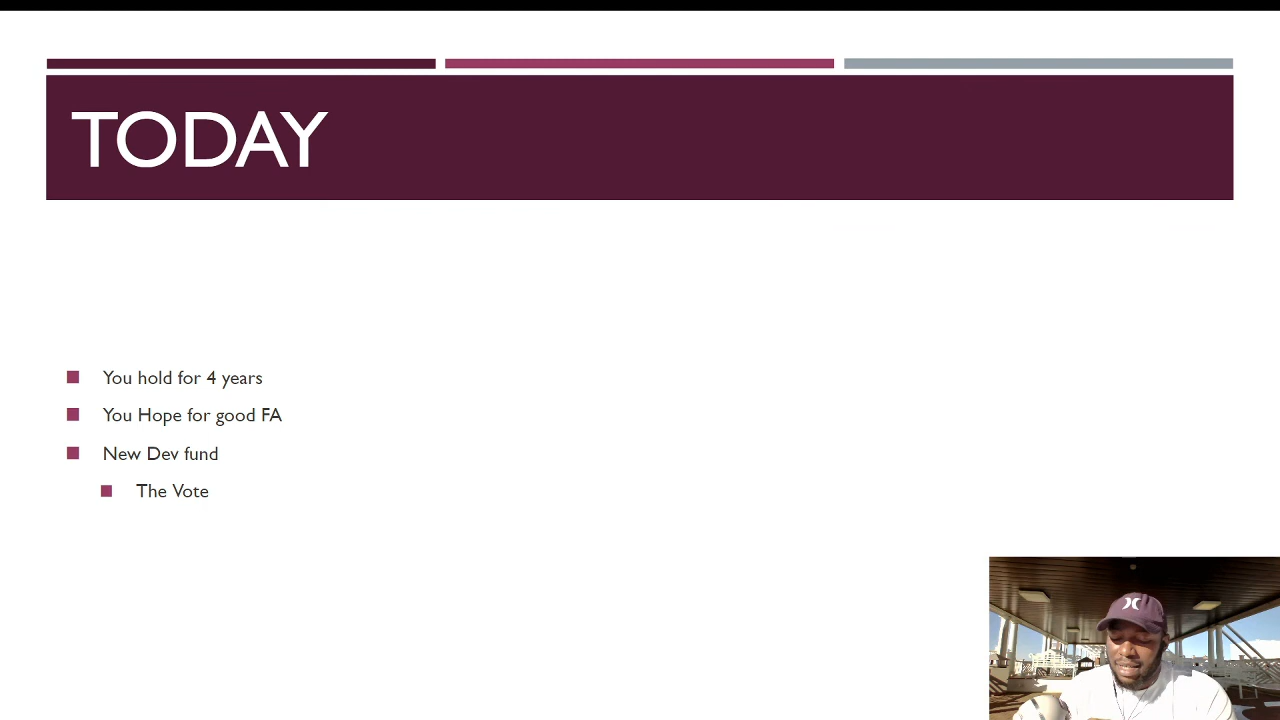 TODAY
You hold for 4 years
You Hope for good FA
New Dev fund
The Vote